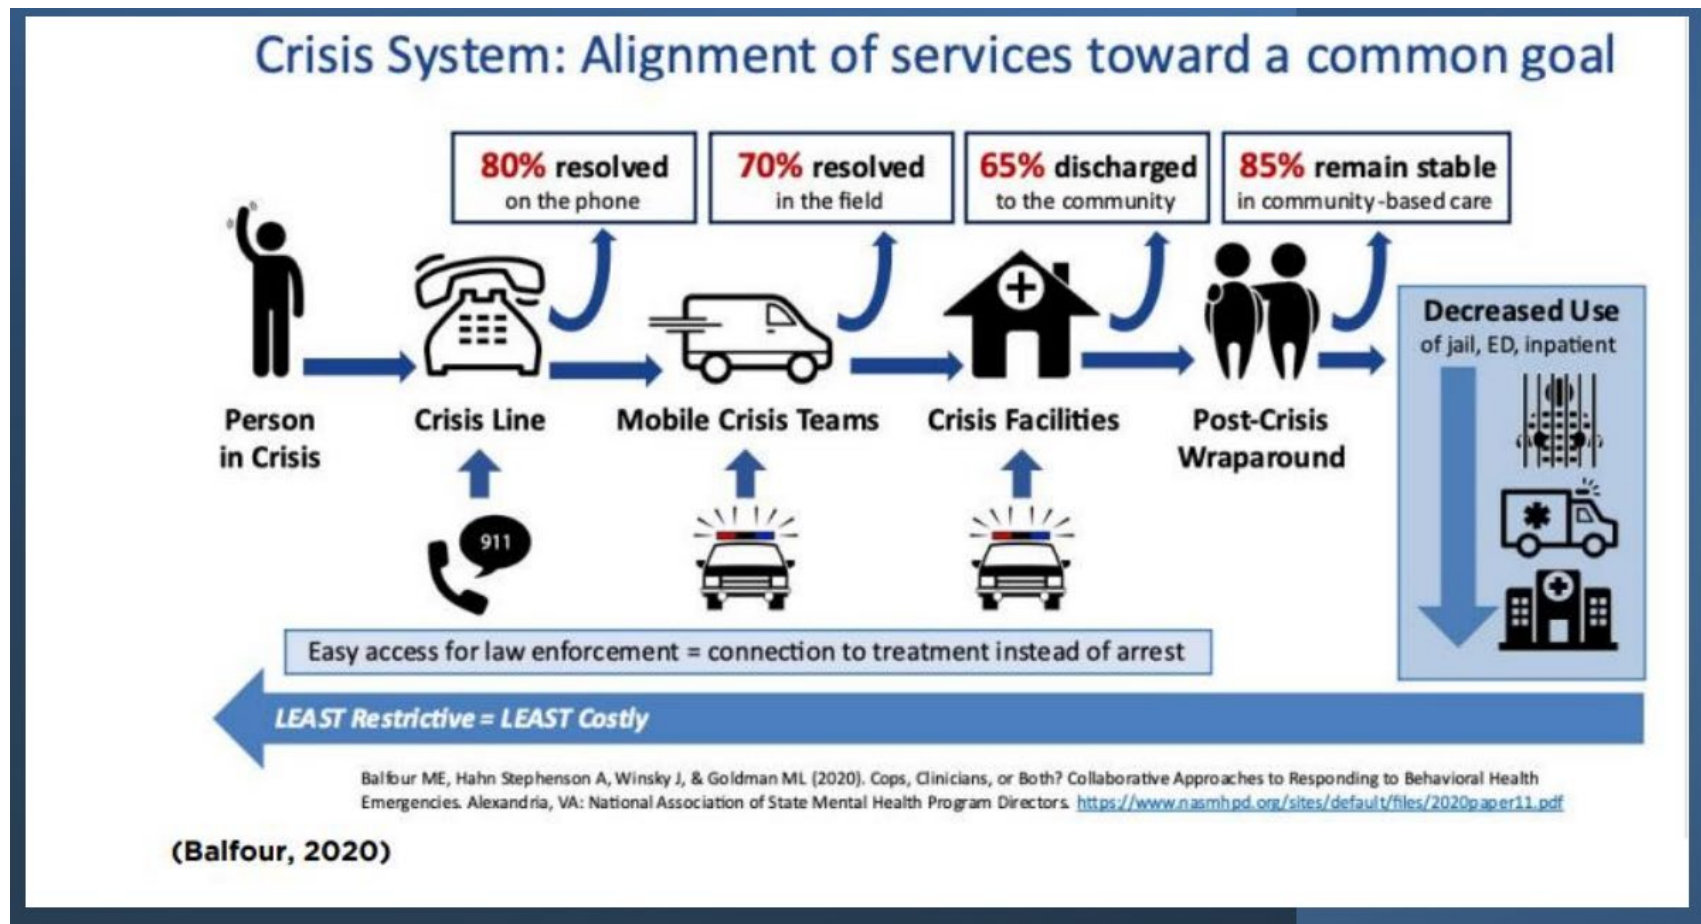 Crisis System: Alignment of services toward a common goal
80% resolved
on the phone
70% resolved
in the field
65% discharged
to the community
85% remain stable
in community-based care
Decreased Use
of jail, ED, inpatient
Person
in Crisis
Crisis Line
Mobile Crisis Teams
Crisis Facilities
Post-Crisis
Wraparound
911
Easy access for law enforcement = connection to treatment instead of arrest
LEAST Restrictive = LEAST Costly
Balfour ME, Hahn Stephenson A, Winsky J, & Goldman ML (2020). Cops, Clinicians, or Both? Collaborative Approaches to Responding to Behavioral Health
Emergencies. Alexandria, VA: National Association of State Mental Health Program Directors. https://www.nasmhpd.org/sites/default/files/2020paper11.pdf
(Balfour, 2020)